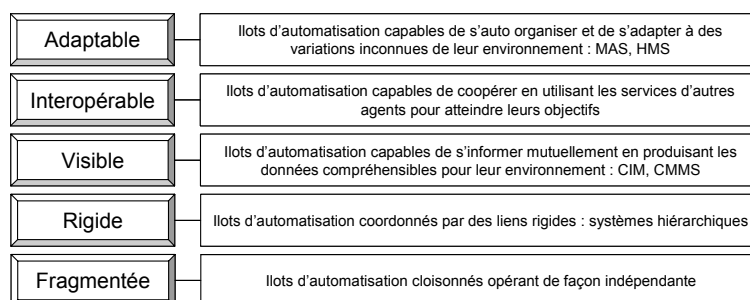 Adaptable
Ilots d'automatisation capables de s'auto organiser et de s'adapter à des
variations inconnues de leur environnement : MAS, HMS
Interopérable
Ilots d'automatisation capables de coopérer en utilisant les services d'autres
agents pour atteindre leurs objectifs
Visible
Ilots d'automatisation capables de s'informer mutuellement en produisant les
données compréhensibles pour leur environnement : CIM, CMMS
Rigide
Ilots d'automatisation coordonnés par des liens rigides : systèmes hiérarchiques
Fragmentée
Ilots d'automatisation cloisonnés opérant de façon indépendante